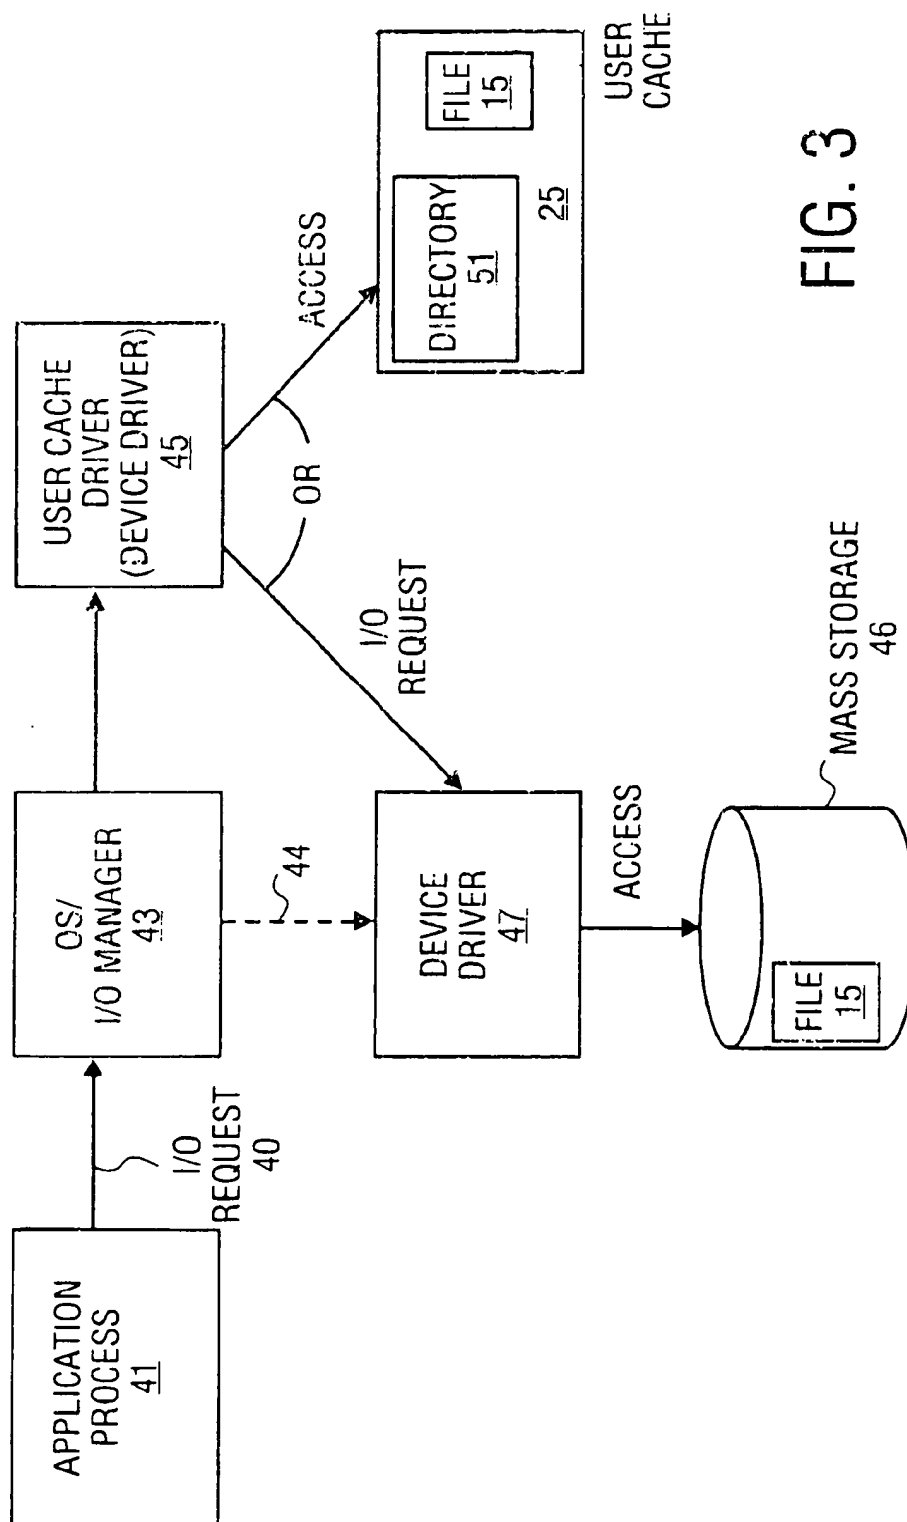 APPLICATION
PROCESS
41
I/O
REQUEST
40
OS/
I/O MANAGER
43
44
USER CACHE
DRIVER
(DEVICE DRIVER)
45
OR
ACCESS
I/O
REQUEST
DEVICE
DRIVER
47
ACCESS
FILE
15
MASS STORAGE
46
DIRECTORY
51
FILE
15
25
USER
CACHE
FIG. 3